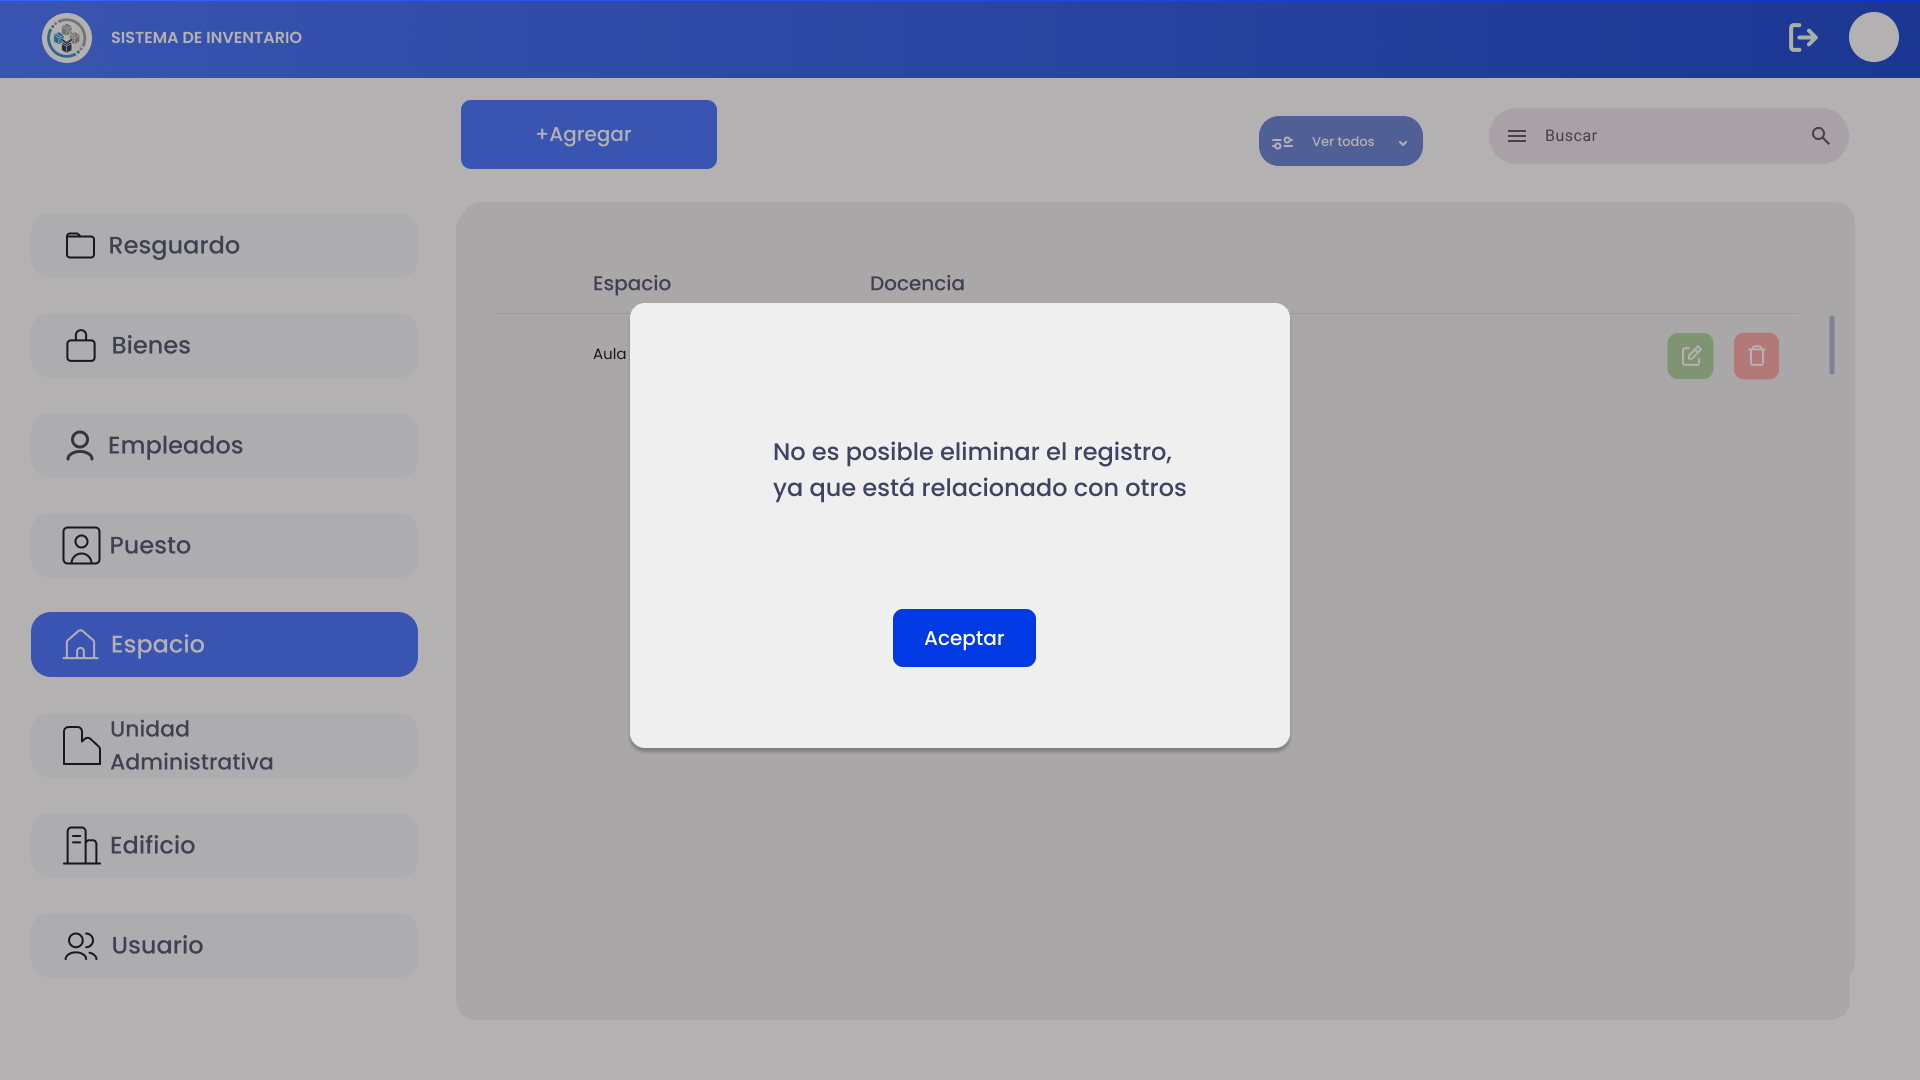 SISTEMA DE INVENTARIO
+Agregar
Ver todos
Buscar
Resguardo
Bienes
Empleados
Puesto
Espacio
Unidad
Administrativa
Edificio
Usuario
Espacio
Docencia
Aula
No es posible eliminar el registro,
ya que está relacionado con otros
Aceptar